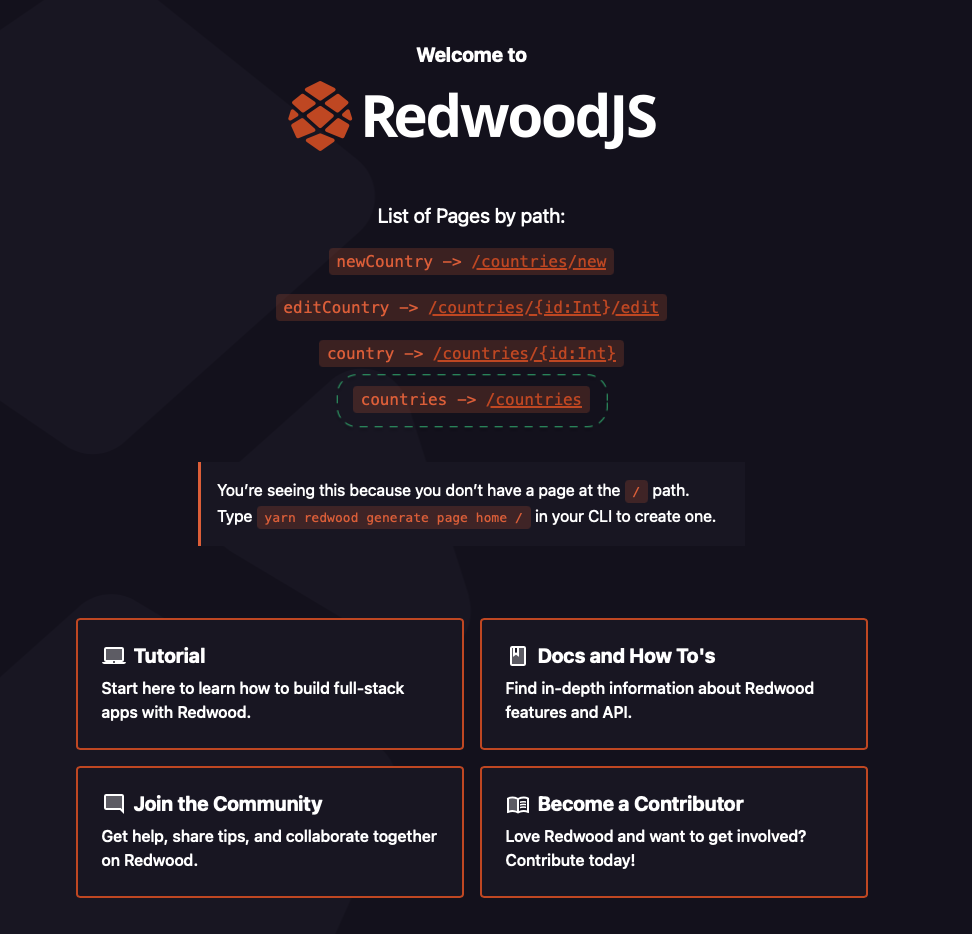 Welcome to
RedwoodJS
List of Pages by path:
newCountry -> /countries/new
editCountry -> /countries/{id:Int}/edit
country -> /countries/{id:Int}
countries -> /countries
You’re seeing this because you don’t have a page at the / path.
Type yarn redwood generate page home / in your CLI to create one.
Tutorial
Start here to learn how to build full-stack
apps with Redwood.
Docs and How To's
Find in-depth information about Redwood
features and API.
Join the Community
Get help, share tips, and collaborate together
on Redwood.
Become a Contributor
Love Redwood and want to get involved?
Contribute today!